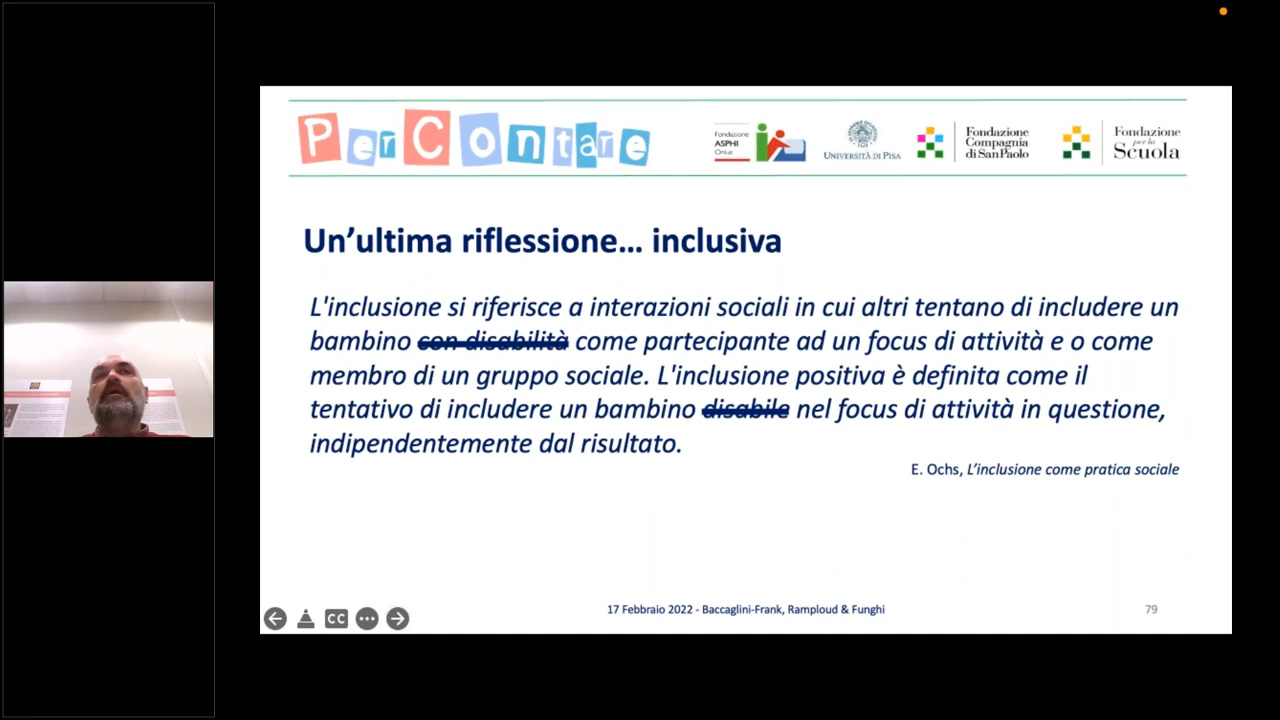 PerContare
Fondazione
ASPHI
Onlus
UNIVERSITÀ DI PISA
Fondazione
Compagnia
di San Paolo
Fondazione
per la
Scuola
Un'ultima riflessione... inclusiva
L'inclusione si riferisce a interazioni sociali in cui altri tentano di includere un
bambino con disabilità come partecipante ad un focus di attività e o come
membro di un gruppo sociale. L'inclusione positiva è definita come il
tentativo di includere un bambino disabile nel focus di attività in questione,
indipendentemente dal risultato.
E. Ochs, L'inclusione come pratica sociale
CC
17 Febbraio 2022 - Baccaglini-Frank, Ramploud & Funghi
79